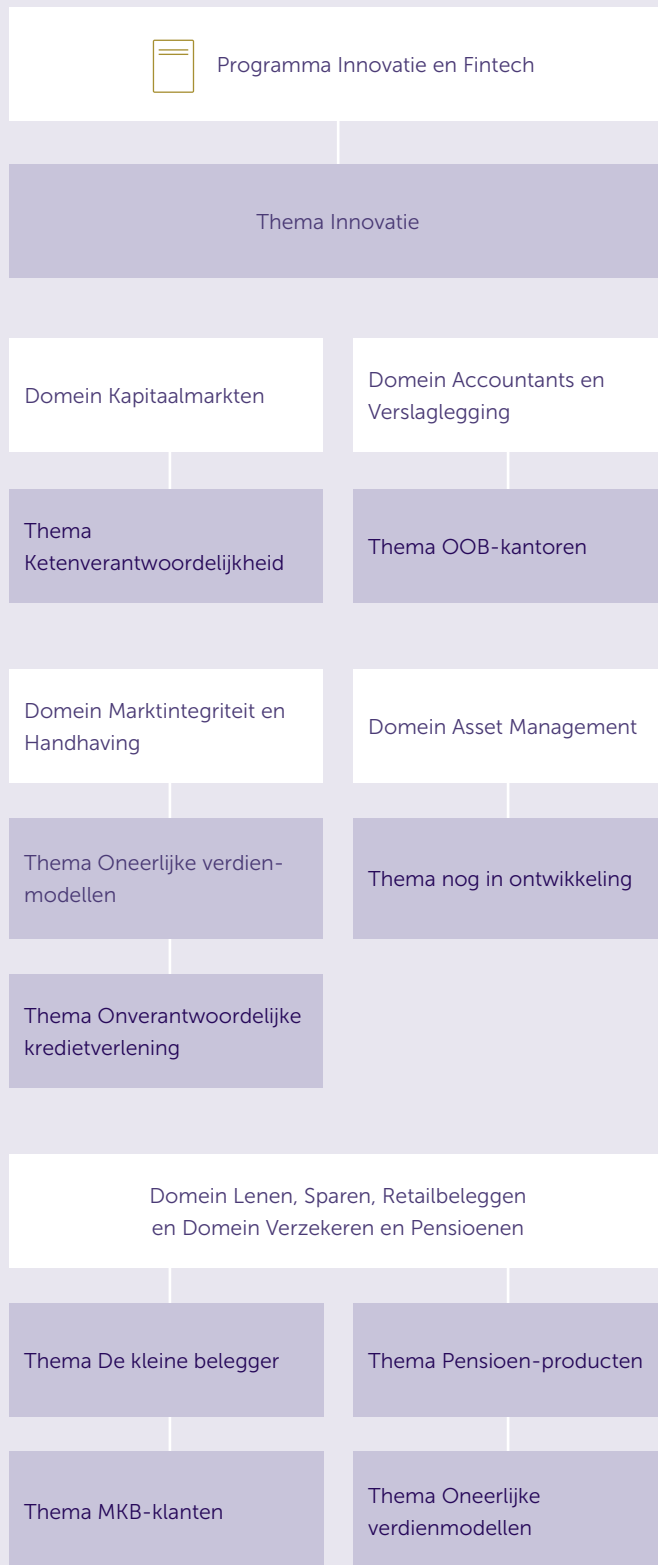 Programma Innovatie en Fintech
Thema Innovatie
Domein Kapitaalmarkten
Thema
Ketenverantwoordelijkheid
Domein Accountants en
Verslaglegging
Thema OOB-kantoren
Domein Marktintegriteit en
Handhaving
Thema Oneerlijke verdien-
modellen
Thema Onverantwoordelijke
kredietverlening
Domein Asset Management
Thema nog in ontwikkeling
Domein Lenen, Sparen, Retailbeleggen
en Domein Verzekeren en Pensioenen
Thema De kleine belegger
Thema MKB-klanten
Thema Pensioen-producten
Thema Oneerlijke
verdienmodellen